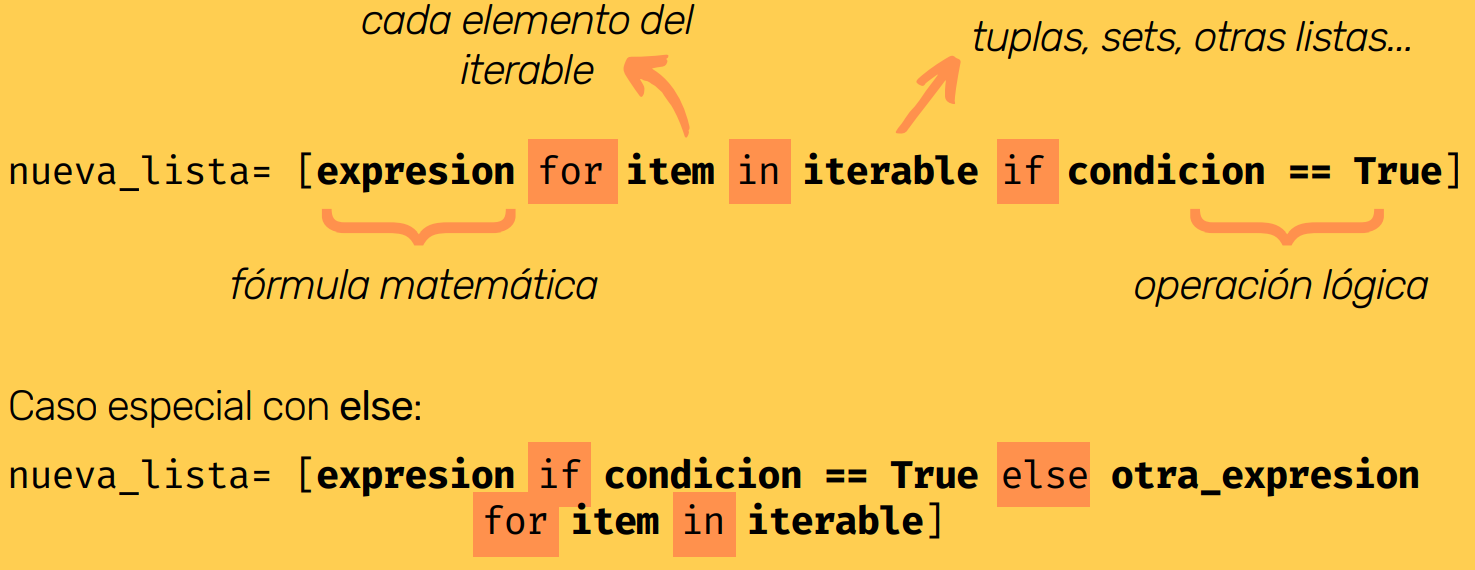 cada elemento del
iterable
tuplas, sets, otras listas...
nueva_lista= [expresion for item in iterable if condicion == True]
fórmula matemática
operación lógica
Caso especial con else:
nueva_lista= [expresion if condicion == True else otra_expresion
for item in iterable]